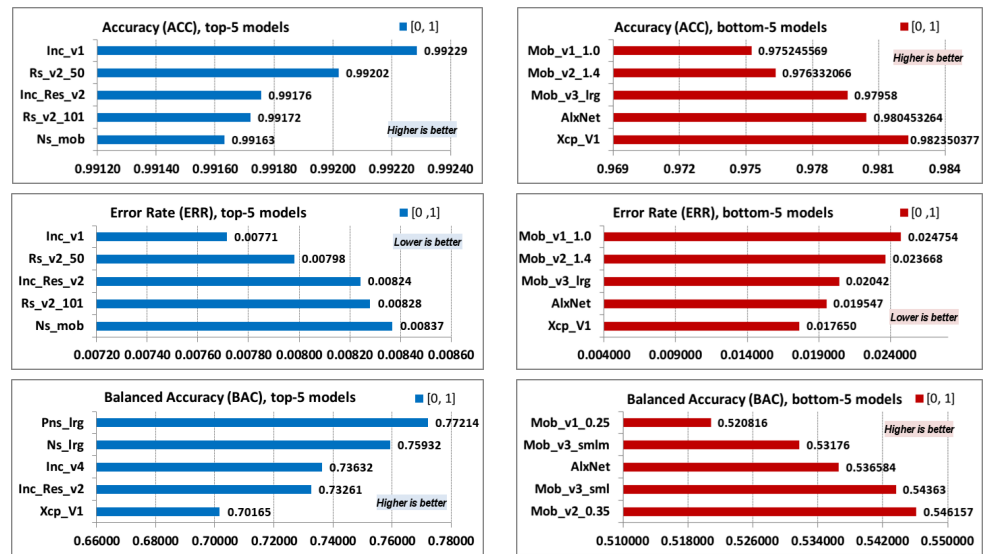 Accuracy (ACC), top-5 models
[0, 1]
Inc_v1
0.99229
Rs_v2_50
0.99202
Inc_Res_v2
0.99176
Rs_v2_101
0.99172
Higher is better
Ns_mob
0.99163
0.99120 0.99140 0.99160 0.99180 0.99200 0.99220 0.99240
Accuracy (ACC), bottom-5 models
[0, 1]
Mob_v1_1.0
0.975245569
Higher is better
Mob_v2_1.4
0.976332066
Mob_v3_lrg
0.97958
AlxNet
0.980453264
Xcp_V1
0.982350377
0.969 0.972 0.975 0.978 0.981 0.984
Error Rate (ERR), top-5 models
[0 ,1]
Inc_v1
0.00771
Lower is better
Rs_v2_50
0.00798
Inc_Res_v2
0.00824
Rs_v2_101
0.00828
Ns_mob
0.00837
0.00720 0.00740 0.00760 0.00780 0.00800 0.00820 0.00840 0.00860
Error Rate (ERR), bottom-5 models
[0 ,1]
Mob_v1_1.0
0.024754
Mob_v2_1.4
0.023668
Mob_v3_lrg
0.02042
AlxNet
0.019547
Lower is better
Xcp_V1
0.017650
0.004000 0.009000 0.014000 0.019000 0.024000
Balanced Accuracy (BAC), top-5 models
[0, 1]
Pns_lrg
0.77214
Ns_lrg
0.75932
Inc_v4
0.73632
Inc_Res_v2
0.73261
Higher is better
Xcp_V1
0.70165
0.66000 0.68000 0.70000 0.72000 0.74000 0.76000 0.78000
Balanced Accuracy (BAC), bottom-5 models
[0, 1]
Mob_v1_0.25
0.520816
Higher is better
Mob_v3_smlm
0.53176
AlxNet
0.536584
Mob_v3_sml
0.54363
Mob_v2_0.35
0.546157
0.510000 0.518000 0.526000 0.534000 0.542000 0.550000